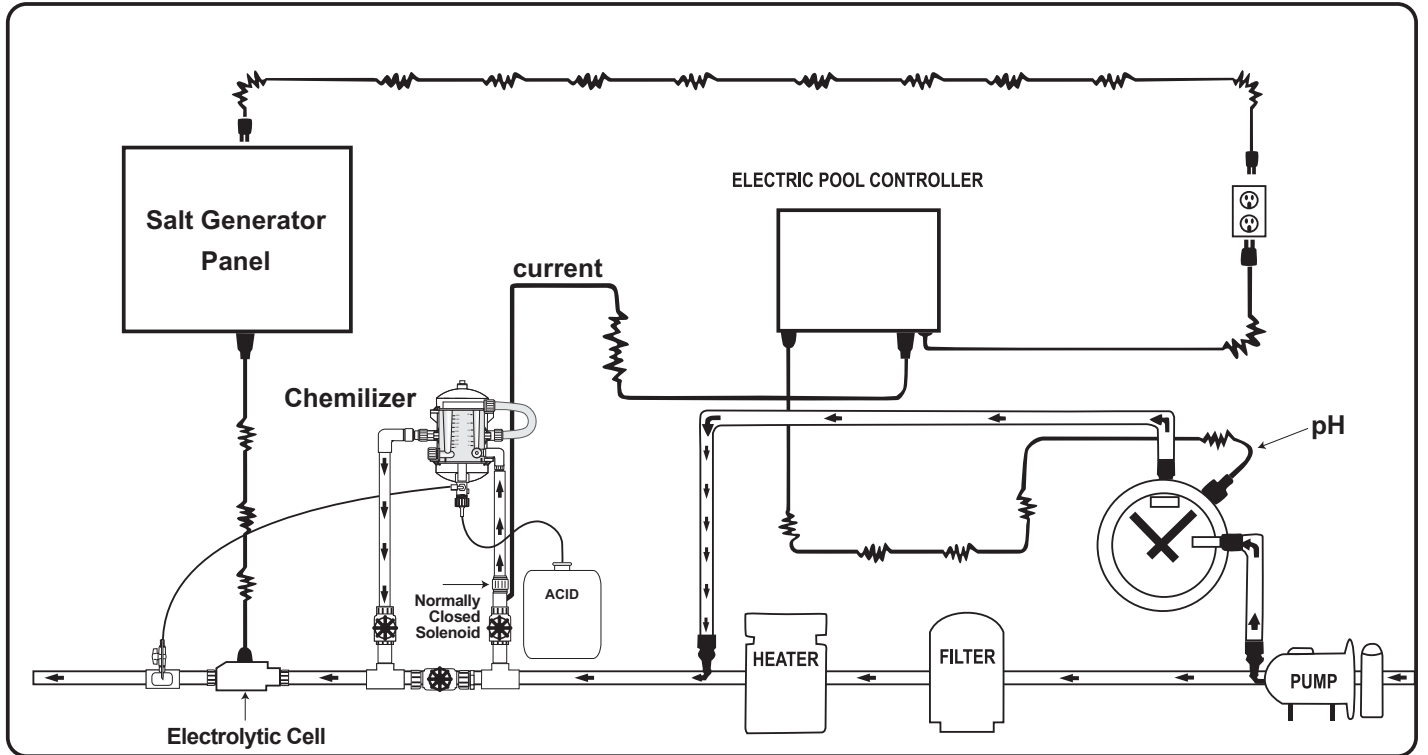 Salt Generator
Panel
ELECTRIC POOL CONTROLLER
current
Chemilizer
pH
Normally
Closed
Solenoid
ACID
HEATER
FILTER
PUMP
Electrolytic Cell